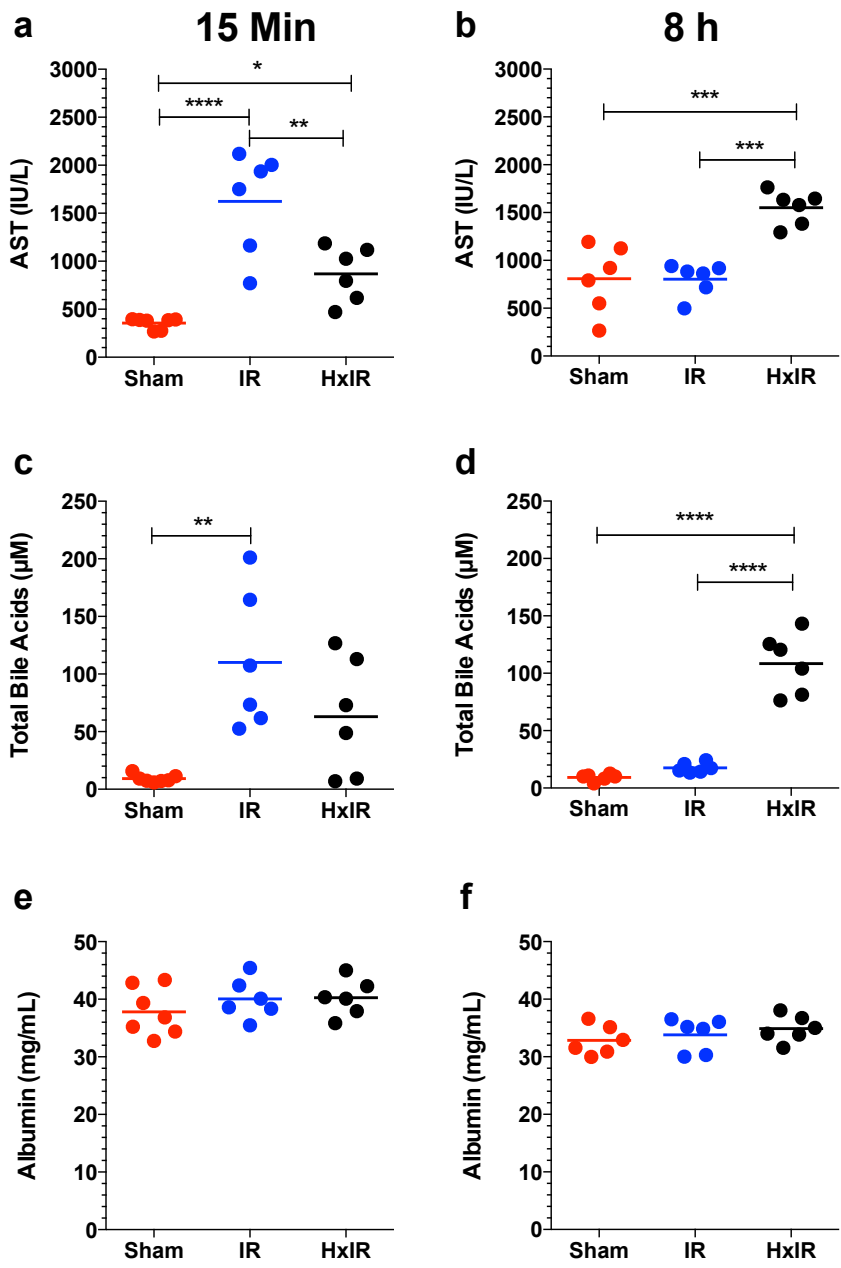 a
15 Min
AST (IU/L)
3000
2500
2000
1500
1000
500
0
*
****
**
Sham IR HxIR
b
8 h
AST (IU/L)
3000
2500
2000
1500
1000
500
0
***
***
Sham IR HxIR
c
Total Bile Acids (µM)
250
200
150
100
50
0
**
Sham IR HxIR
d
Total Bile Acids (µM)
250
200
150
100
50
0
****
****
Sham IR HxIR
e
Albumin (mg/mL)
50
40
30
20
10
0
Sham IR HxIR
f
Albumin (mg/mL)
50
40
30
20
10
0
Sham IR HxIR